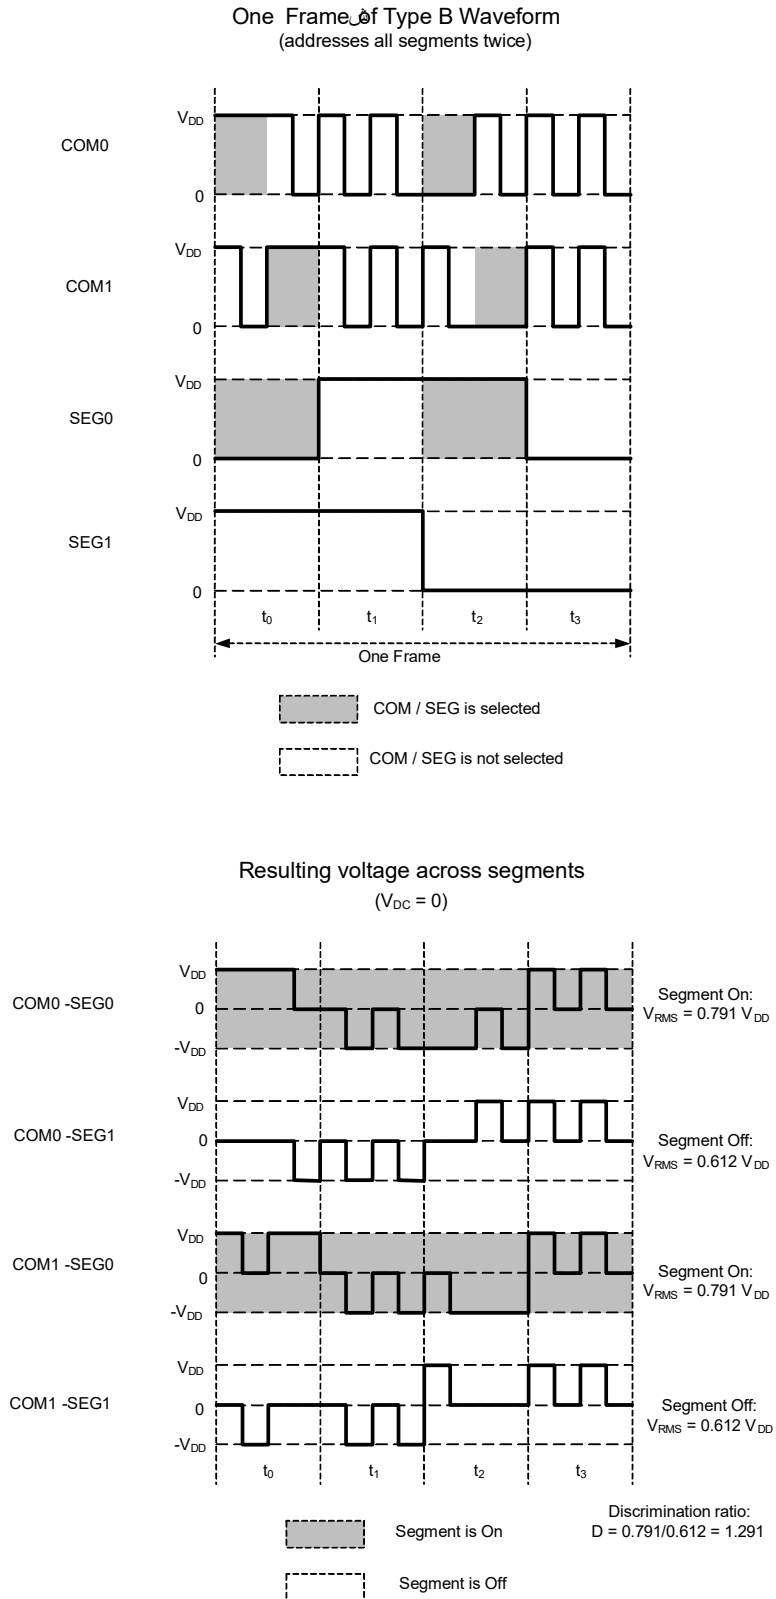 One Frame of Type B Waveform
(addresses all segments twice)
COM0
VDD
0
COM1
VDD
0
SEG0
VDD
0
SEG1
VDD
0
t0 t1 t2 t3
One Frame
COM / SEG is selected
COM / SEG is not selected
Resulting voltage across segments
(VDC = 0)
COM0 -SEG0
VDD
0
-VDD
Segment On:
VRMS = 0.791 VDD
COM0 -SEG1
VDD
0
-VDD
Segment Off:
VRMS = 0.612 VDD
COM1 -SEG0
VDD
0
-VDD
Segment On:
VRMS = 0.791 VDD
COM1 -SEG1
VDD
0
-VDD
Segment Off:
VRMS = 0.612 VDD
t0 t1 t2 t3
Discrimination ratio:
D = 0.791/0.612 = 1.291
Segment is On
Segment is Off